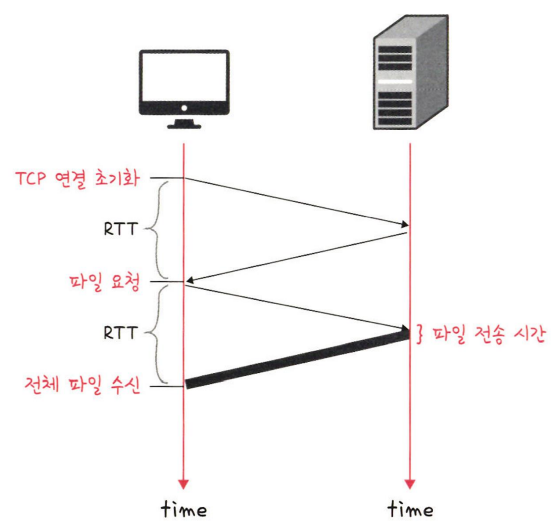 TCP 연결 초기화
RTT
파일 요청
RTT
} 파일 전송 시간
전체 파일 수신
time
time